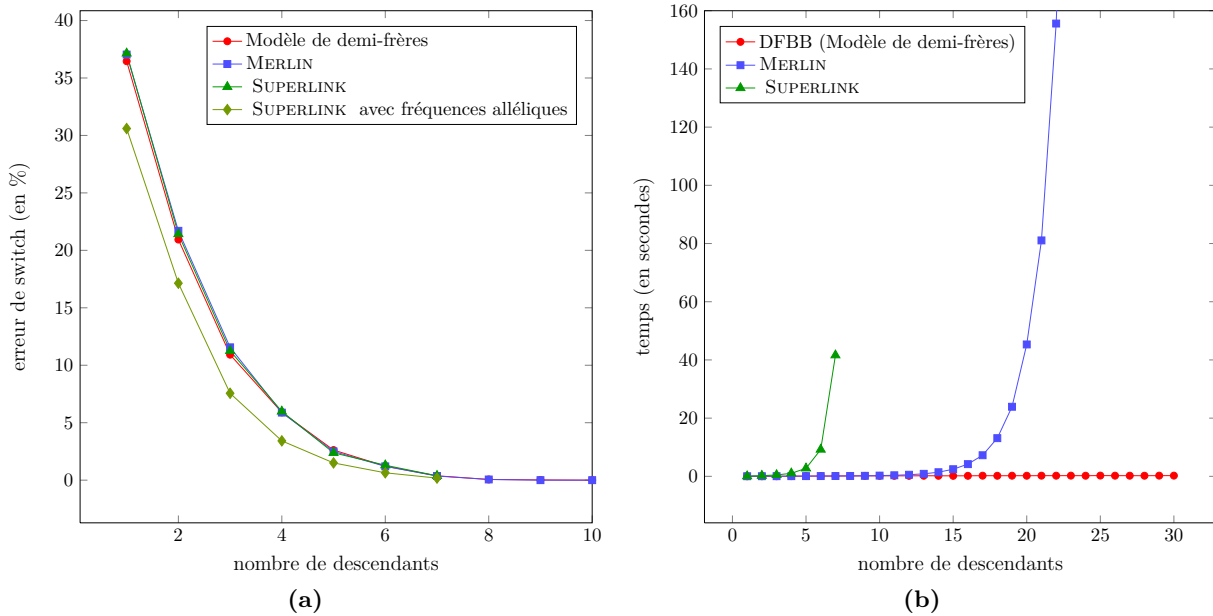 40
35
30
25
20
15
10
5
0
2
4
6
8
10
erreur de switch (en %)
nombre de descendants
Modèle de demi-frères
MERLIN
SUPERLINK
SUPERLINK avec fréquences alléliques
(a)
160
140
120
100
80
60
40
20
0
0
5
10
15
20
25
30
temps (en secondes)
nombre de descendants
DFBB (Modèle de demi-frères)
MERLIN
SUPERLINK
(b)